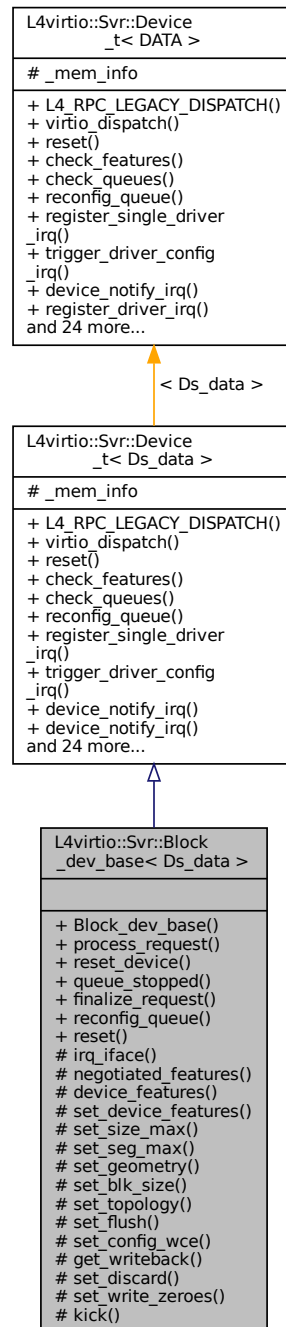 L4virtio::Svr::Device
_t< DATA >
# _mem_info
+ L4_RPC_LEGACY_DISPATCH()
+ virtio_dispatch()
+ reset()
+ check_features()
+ check_queues()
+ reconfig_queue()
+ register_single_driver
_irq()
+ trigger_driver_config
_irq()
+ device_notify_irq()
+ register_driver_irq()
and 24 more...
< Ds_data >
L4virtio::Svr::Device
_t< Ds_data >
# _mem_info
+ L4_RPC_LEGACY_DISPATCH()
+ virtio_dispatch()
+ reset()
+ check_features()
+ check_queues()
+ reconfig_queue()
+ register_single_driver
_irq()
+ trigger_driver_config
_irq()
+ device_notify_irq()
+ device_notify_irq()
and 24 more...
L4virtio::Svr::Block
_dev_base< Ds_data >
+ Block_dev_base()
+ process_request()
+ reset_device()
+ queue_stopped()
+ finalize_request()
+ reconfig_queue()
+ reset()
# irq_iface()
# negotiated_features()
# device_features()
# set_device_features()
# set_size_max()
# set_seg_max()
# set_geometry()
# set_blk_size()
# set_topology()
# set_flush()
# set_config_wce()
# get_writeback()
# set_discard()
# set_write_zeroes()
# kick()